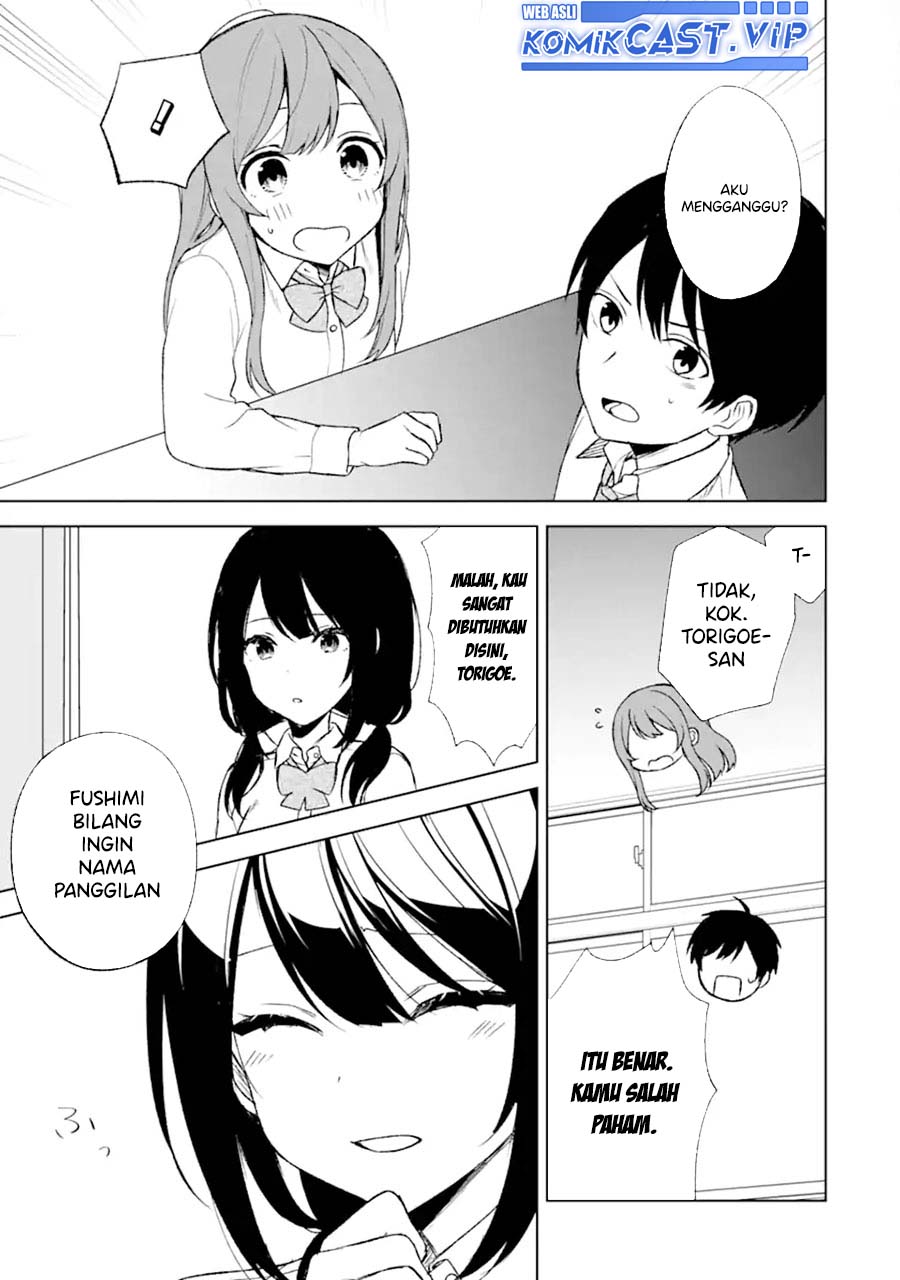 WEB ASLI
KOMIKCAST.VIP
!
AKU
MENGGANGGU?
T-
TIDAK,
KOK.
TORIGOE-
SAN
ITU BENAR.
KAMU SALAH
PAHAM.
MALAH, KAU
SANGAT
DIBUTUHKAN
DISINI,
TORIGOE.
FUSHIMI
BILANG
INGIN
NAMA
PANGGILAN
ふっ